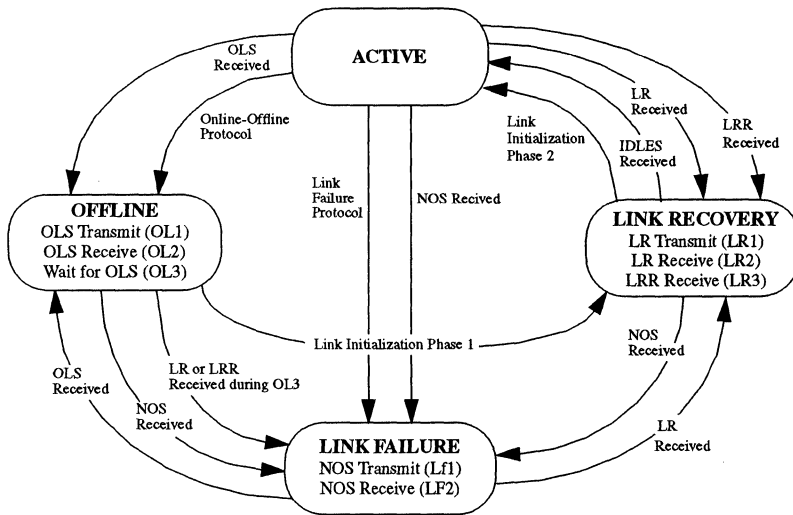 ACTIVE
OLS
Received
Online-Offline
Protocol
Link
Failure
Protocol
NOS Recived
Link
Initialization
Phase 2
IDLES
Received
LR
Received
LRR
Received
OFFLINE
OLS Transmit (OL1)
OLS Receive (OL2)
Wait for OLS (OL3)
LINK RECOVERY
LR Transmit (LR1)
LR Receive (LR2)
LRR Receive (LR3)
Link Initialization Phase 1
OLS
Received
NOS
Received
LR or LRR
Received during OL3
NOS
Received
LR
Received
LINK FAILURE
NOS Transmit (Lf1)
NOS Receive (LF2)